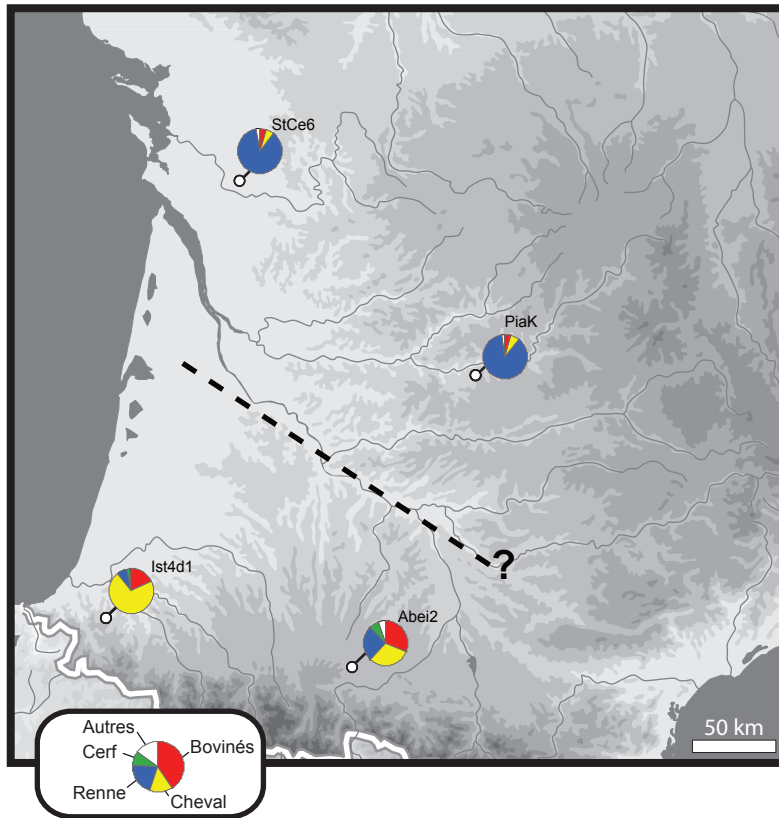 StCe6
PiaK
?
Ist4d1
Abei2
50 km
Autres
Bovinés
Cerf
Renne
Cheval